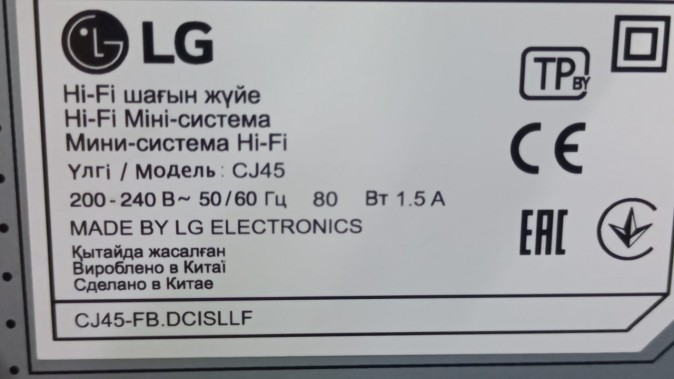 LG
Hi-Fi шағын жүйе
Hi-Fi Міні-система
Мини-система Hi-Fi
Үлгі / Модель : CJ45
200 - 240 В~ 50/60 Гц 80 Вт 1.5 A
MADE BY LG ELECTRONICS
Қытайда жасалған
Вироблено в Китаї
Сделано в Китае
CJ45-FB.DCISLLF
TP BY
CE
EAC